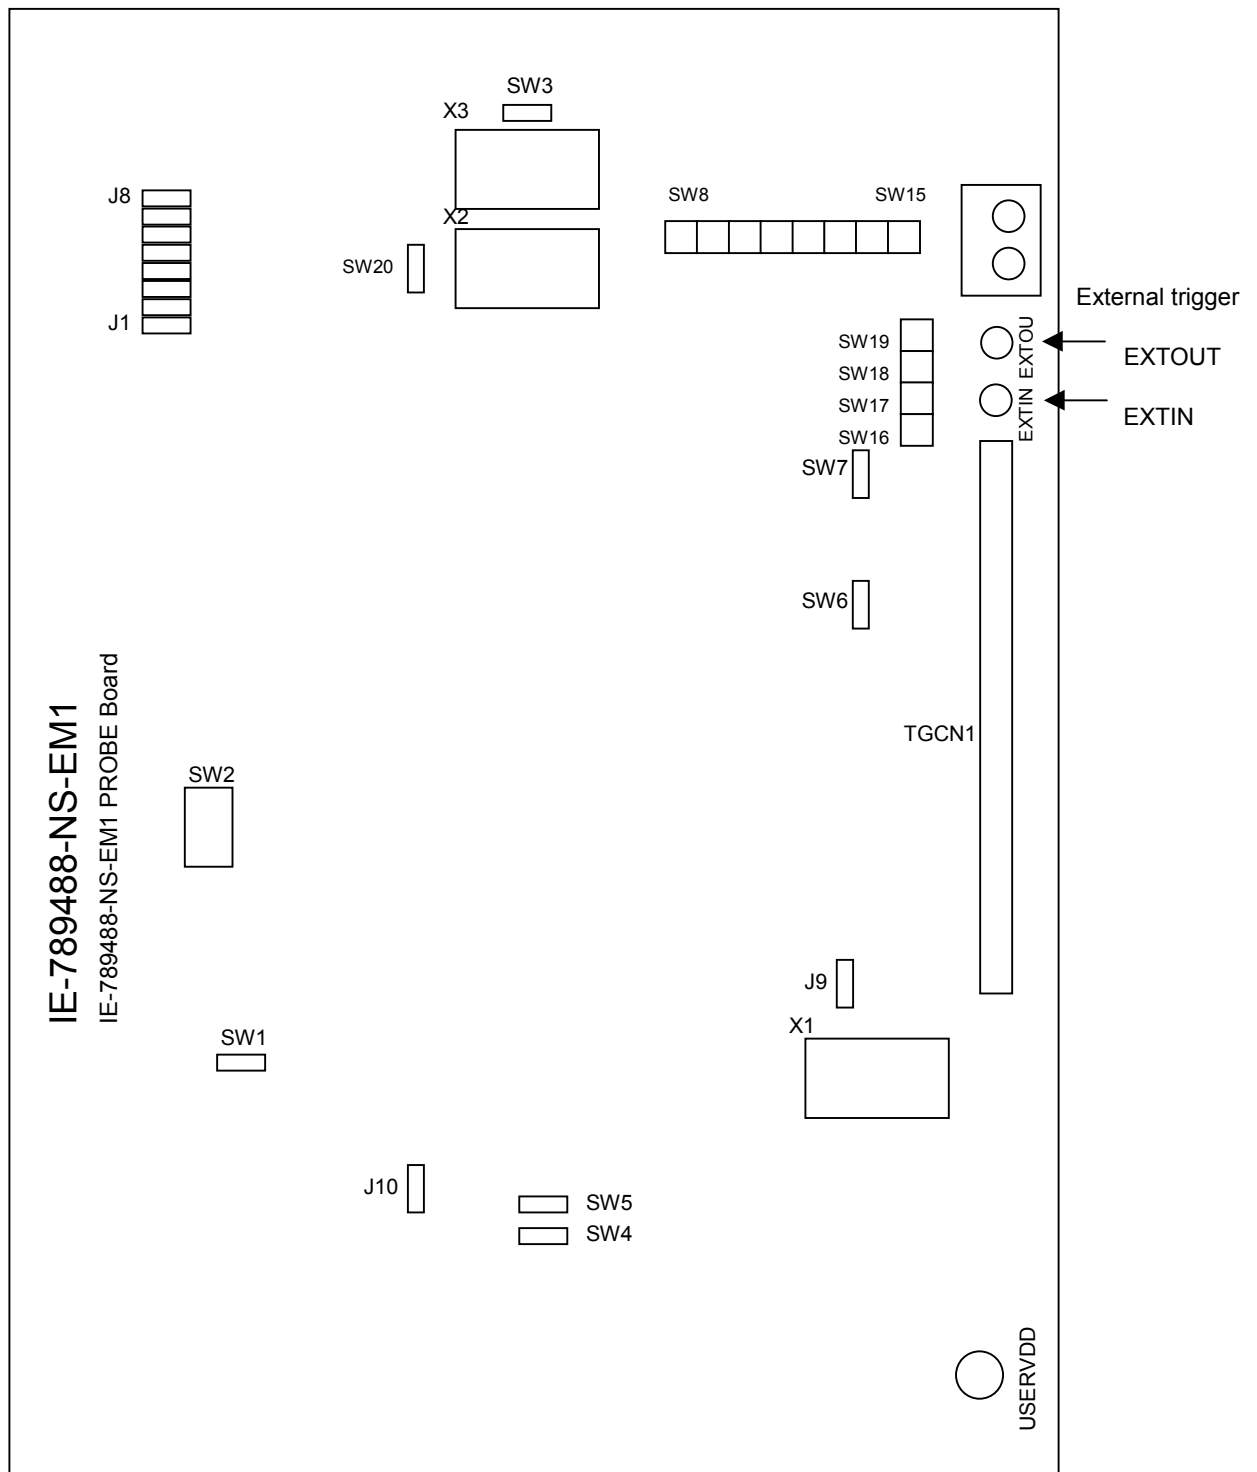 SW3
X3
J8
SW8
SW15
X2
SW20
External trigger
J1
EXTOU
SW19
EXTOUT
SW18
EXTIN
SW17
EXTIN
SW16
SW7
SW6
TGCN1
IE-789488-NS-EM1
IE-789488-NS-EM1 PROBE Board
SW2
J9
X1
SW1
J10
SW5
SW4
USERVDD